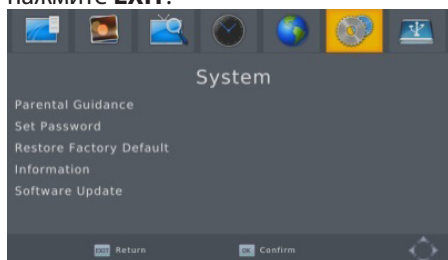 нажмите EXIT.
System
Parental Guidance
Set Password
Restore Factory Default
Information
Software Update
EXIT Return OK Confirm